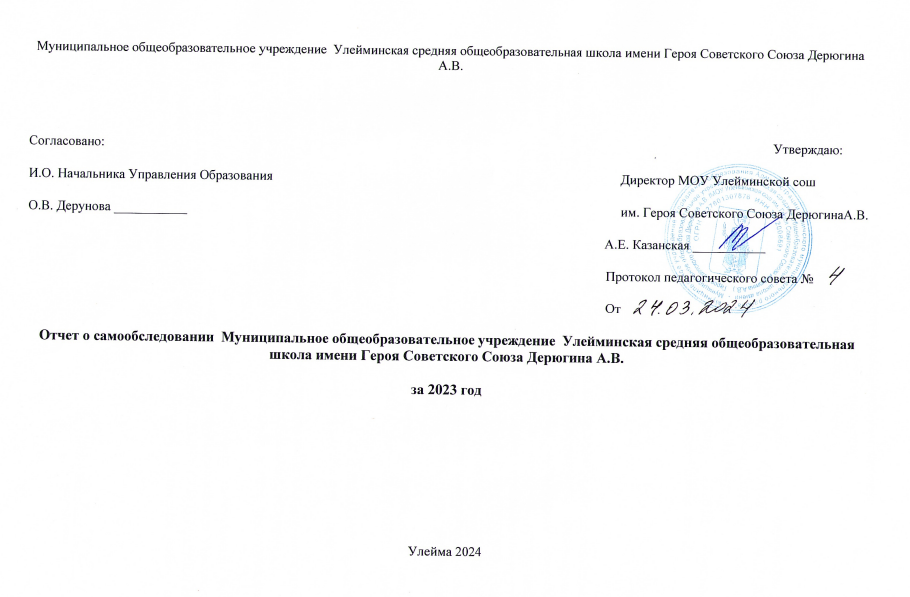 Муниципальное общеобразовательное учреждение Улейминская средняя общеобразовательная школа имени Героя Советского Союза Дерюгина
А.В.
Согласовано:
Утверждаю:
И.О. Начальника Управления Образования
Директор МОУ Улейминской сош
О.В. Дерунова ___________
им. Героя Советского Союза ДерюгинаА.В.
А.Е. Казанская ___________
Протокол педагогического совета № 4
От 24.03.2024
Отчет о самообследовании Муниципальное общеобразовательное учреждение Улейминская средняя общеобразовательная
школа имени Героя Советского Союза Дерюгина А.В.
за 2023 год
Улейма 2024